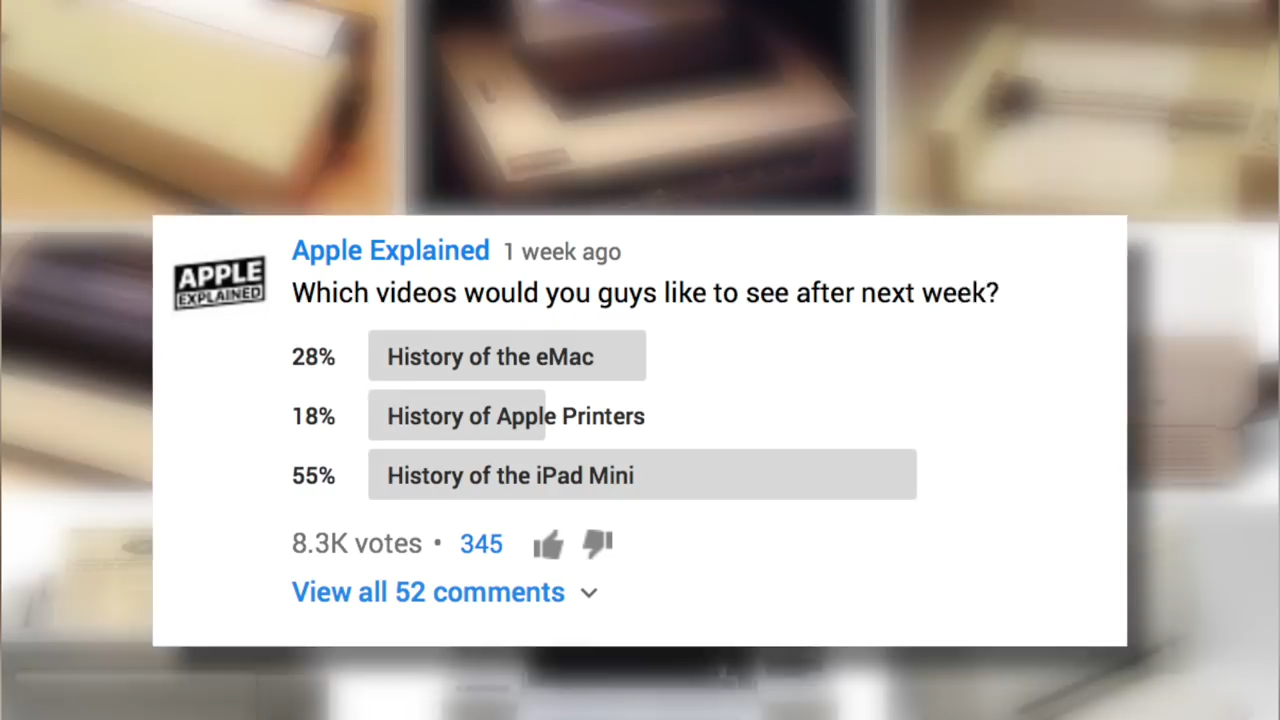 APPLE
EXPLAINED
Apple Explained 1 week ago
Which videos would you guys like to see after next week?
28% History of the eMac
18% History of Apple Printers
55% History of the iPad Mini
8.3K votes • 345
View all 52 comments